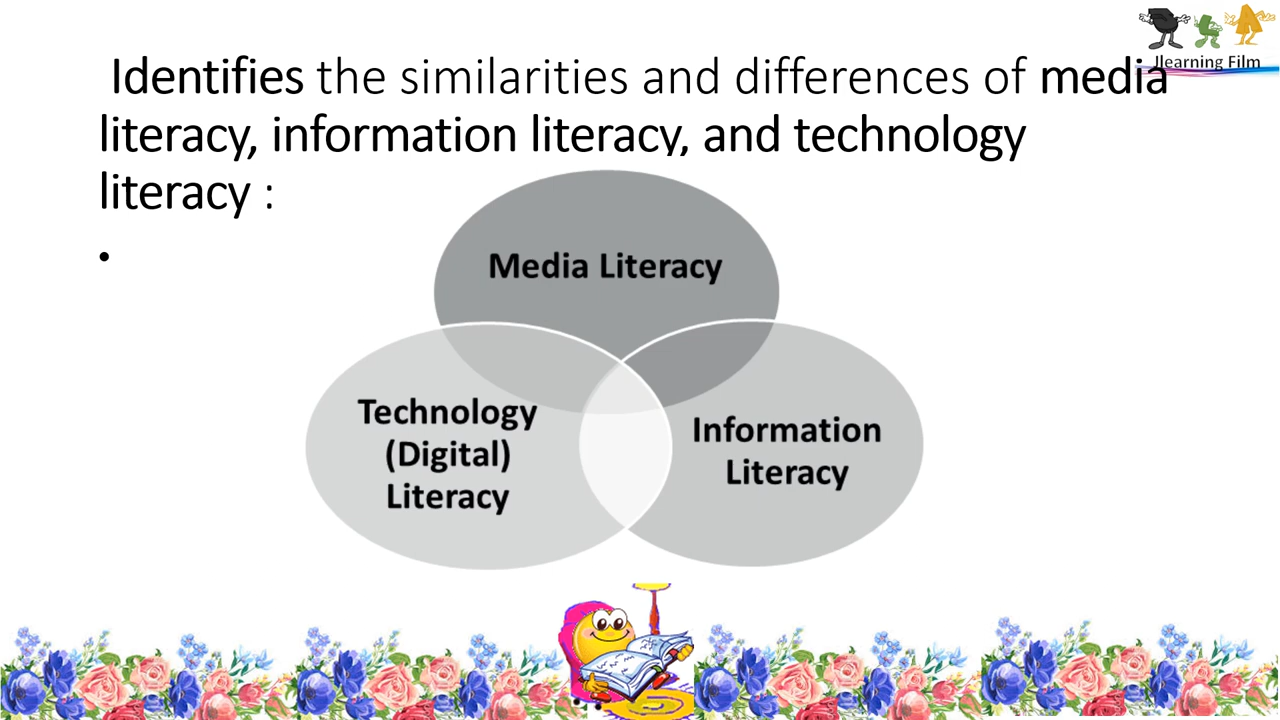 Jlearning Film
Identifies the similarities and differences of media
literacy, information literacy, and technology
literacy :
•
Media Literacy
Technology
(Digital)
Literacy
Information
Literacy